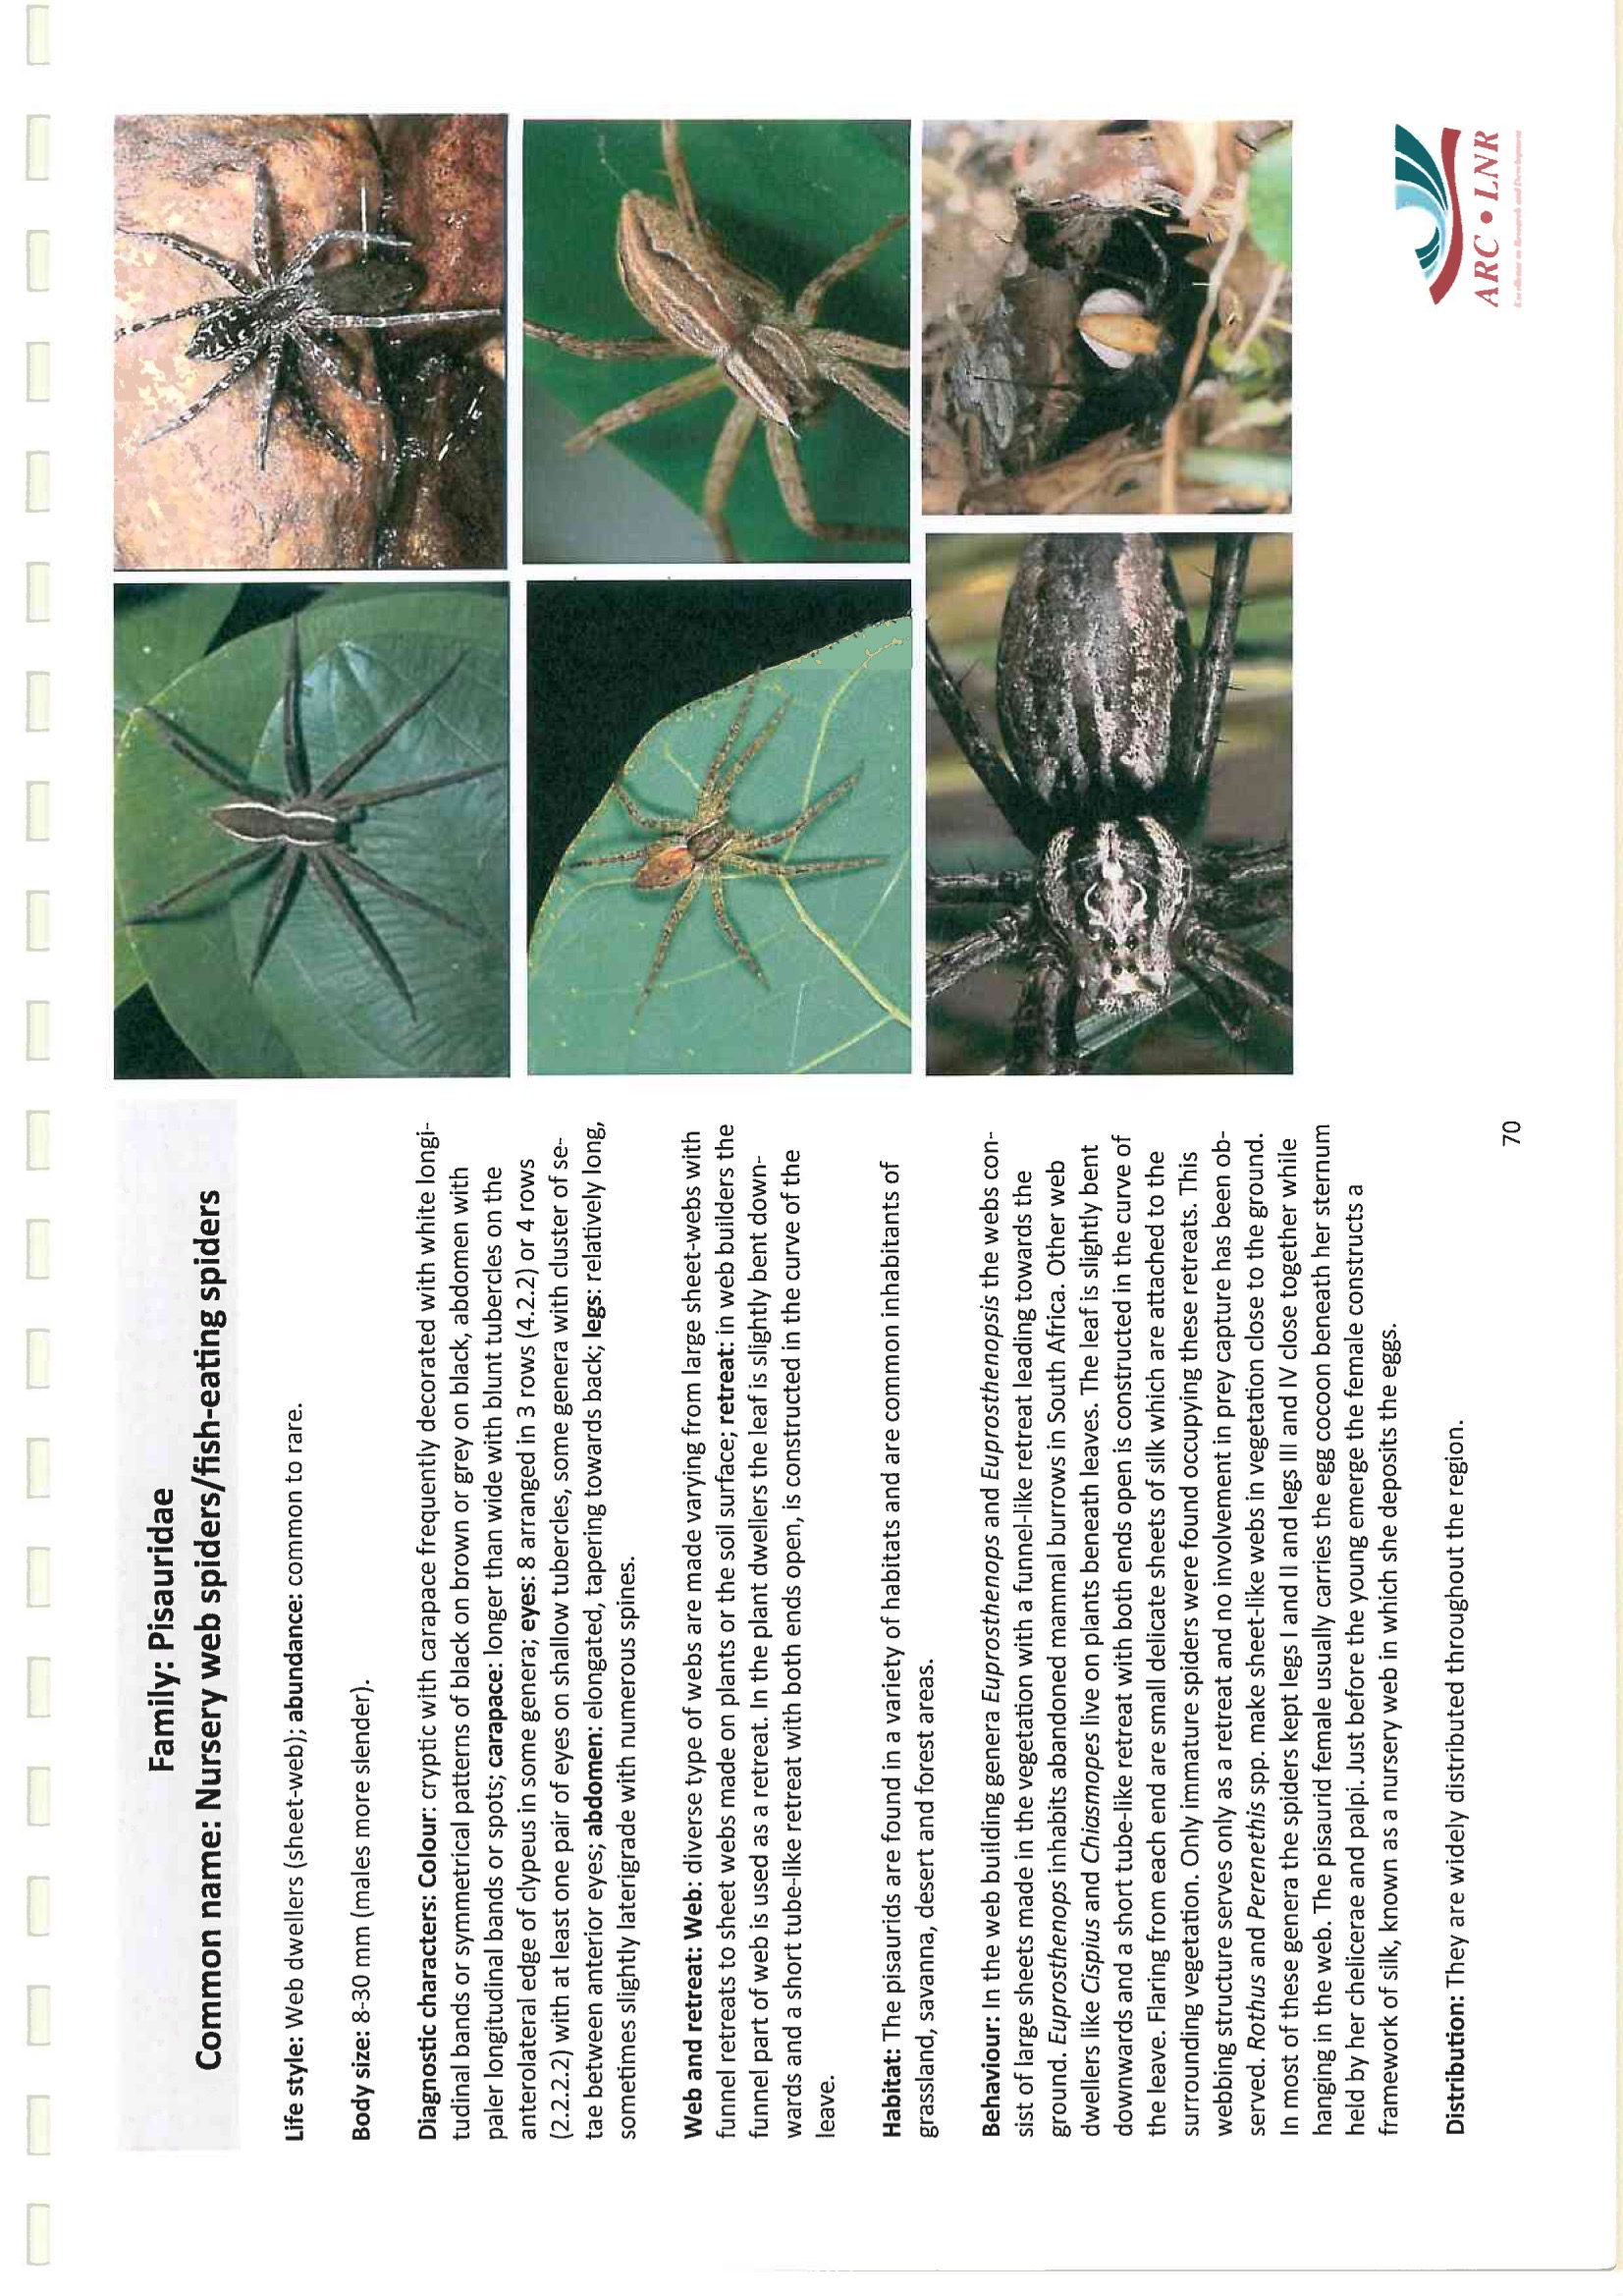 Family: Pisauridae
Common name: Nursery web spiders/fish-eating spiders
Life style: Web dwellers (sheet-web); abundance: common to rare.
Body size: 8-30 mm (males more slender).
Diagnostic characters: Colour: cryptic with carapace frequently decorated with white longi-
tudinal bands or symmetrical patterns of black on brown or grey on black, abdomen with
paler longitudinal bands or spots; carapace: longer than wide with blunt tubercles on the
anterolateral edge of clypeus in some genera; eyes: 8 arranged in 3 rows (4.2.2) or 4 rows
(2.2.2.2) with at least one pair of eyes on shallow tubercles, some genera with cluster of se-
tae between anterior eyes; abdomen: elongated, tapering towards back; legs: relatively long,
sometimes slightly laterigrade with numerous spines.
Web and retreat: Web: diverse type of webs are made varying from large sheet-webs with
funnel retreats to sheet webs made on plants or the soil surface; retreat: in web builders the
funnel part of web is used as a retreat. In the plant dwellers the leaf is slightly bent down-
wards and a short tube-like retreat with both ends open, is constructed in the curve of the
leave.
Habitat: The pisaurids are found in a variety of habitats and are common inhabitants of
grassland, savanna, desert and forest areas.
Behaviour: In the web building genera Euprosthenops and Euprosthenopsis the webs con-
sist of large sheets made in the vegetation with a funnel-like retreat leading towards the
ground. Euprosthenops inhabits abandoned mammal burrows in South Africa. Other web
dwellers like Cispius and Chiasmopes live on plants beneath leaves. The leaf is slightly bent
downwards and a short tube-like retreat with both ends open is constructed in the curve of
the leave. Flaring from each end are small delicate sheets of silk which are attached to the
surrounding vegetation. Only immature spiders were found occupying these retreats. This
webbing structure serves only as a retreat and no involvement in prey capture has been ob-
served. Rothus and Perenethis spp. make sheet-like webs in vegetation close to the ground.
In most of these genera the spiders kept legs I and II and legs III and IV close together while
hanging in the web. The pisaurid female usually carries the egg cocoon beneath her sternum
held by her chelicerae and palpi. Just before the young emerge the female constructs a
framework of silk, known as a nursery web in which she deposits the eggs.
Distribution: They are widely distributed throughout the region.
70
ARC • LNR
Excellence in Research and Development